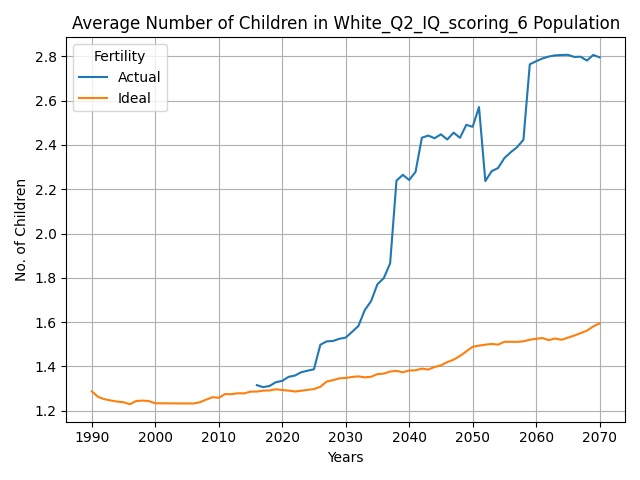 Average Number of Children in White_Q2_IQ_scoring_6 Population
Fertility
Actual
Ideal
No. of Children
2.8
2.6
2.4
2.2
2.0
1.8
1.6
1.4
1.2
1990 2000 2010 2020 2030 2040 2050 2060 2070
Years